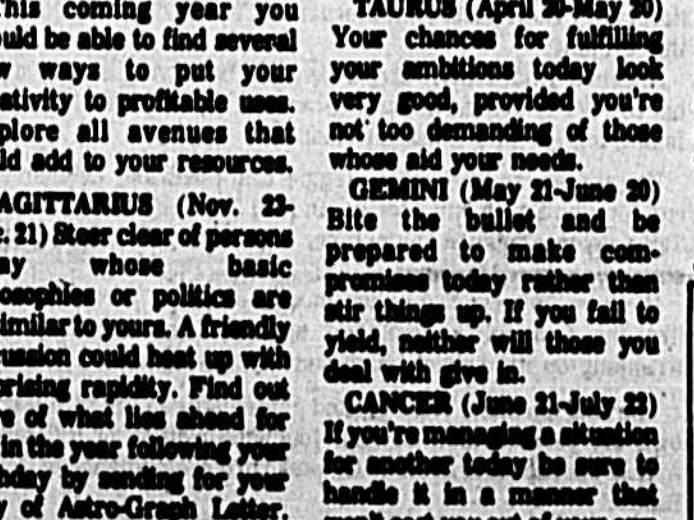 This coming year you
ould be able to find several
w ways to put your
ativity to profitable uses.
plore all avenues that
ld add to your resources.
AGITTARIUS (Nov. 23-
c. 21) Steer clear of persons
ay whose basic
losophies or politics are
similar to yours. A friendly
cussion could heat up with
prising rapidity. Find out
re of what lies ahead for
in the year following your
hday by sending for your
y of Astro-Graph Letter.
TAURUS (April 20-May 20)
Your chances for fulfilling
your ambitions today look
very good, provided you're
not too demanding of those
whose aid your needs.
GEMINI (May 21-June 20)
Bite the bullet and be
prepared to make com-
promises today rather than
stir things up. If you fail to
yield, neither will those you
deal with give in.
CANCER (June 21-July 22)
If you're managing a situation
for another today be sure to
handle it in a manner that